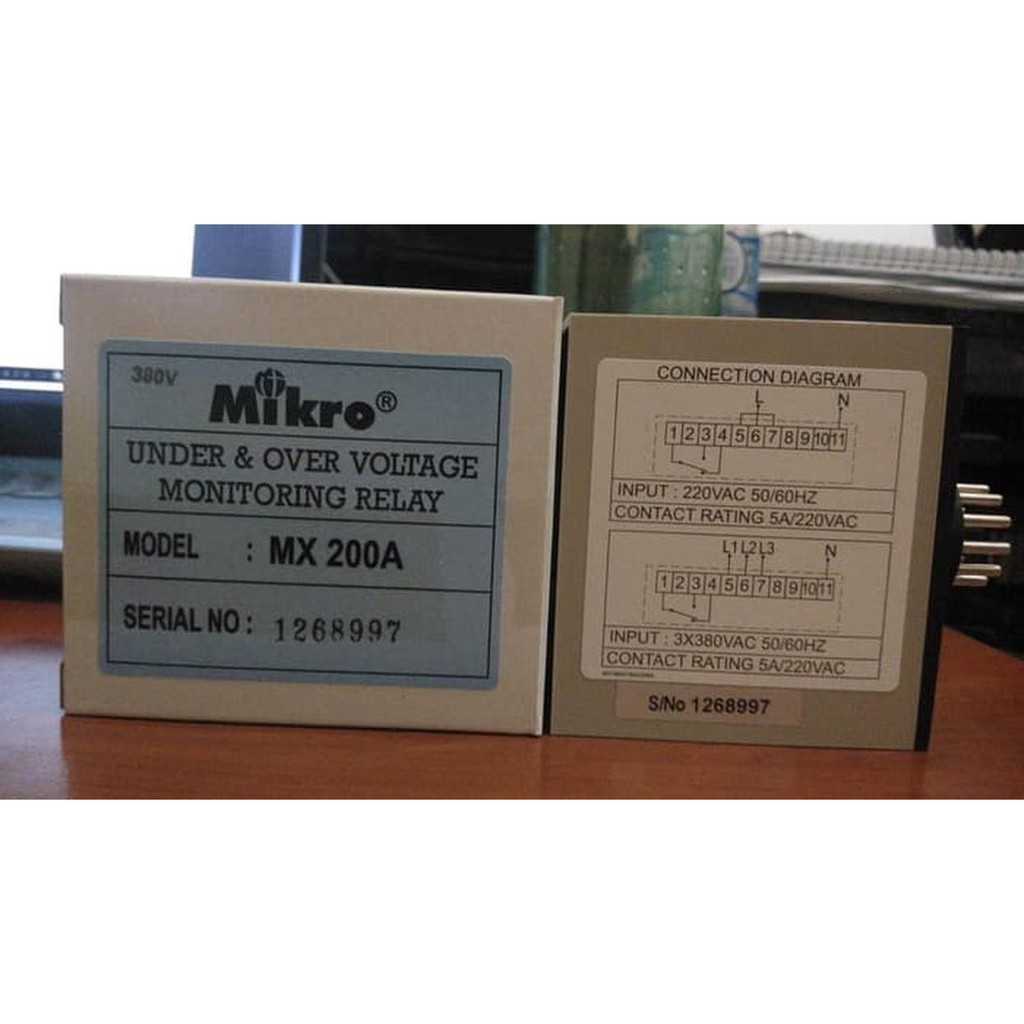 380V
Mikro®
UNDER & OVER VOLTAGE
MONITORING RELAY
MODEL : MX 200A
SERIAL NO : 1268997
CONNECTION DIAGRAM
L N
1 2 3 4 5 6 7 8 9 10 11
INPUT : 220VAC 50/60HZ
CONTACT RATING 5A/220VAC
L1 L2 L3 N
1 2 3 4 5 6 7 8 9 10 11
INPUT : 3X380VAC 50/60HZ
CONTACT RATING 5A/220VAC
S/No 1268997